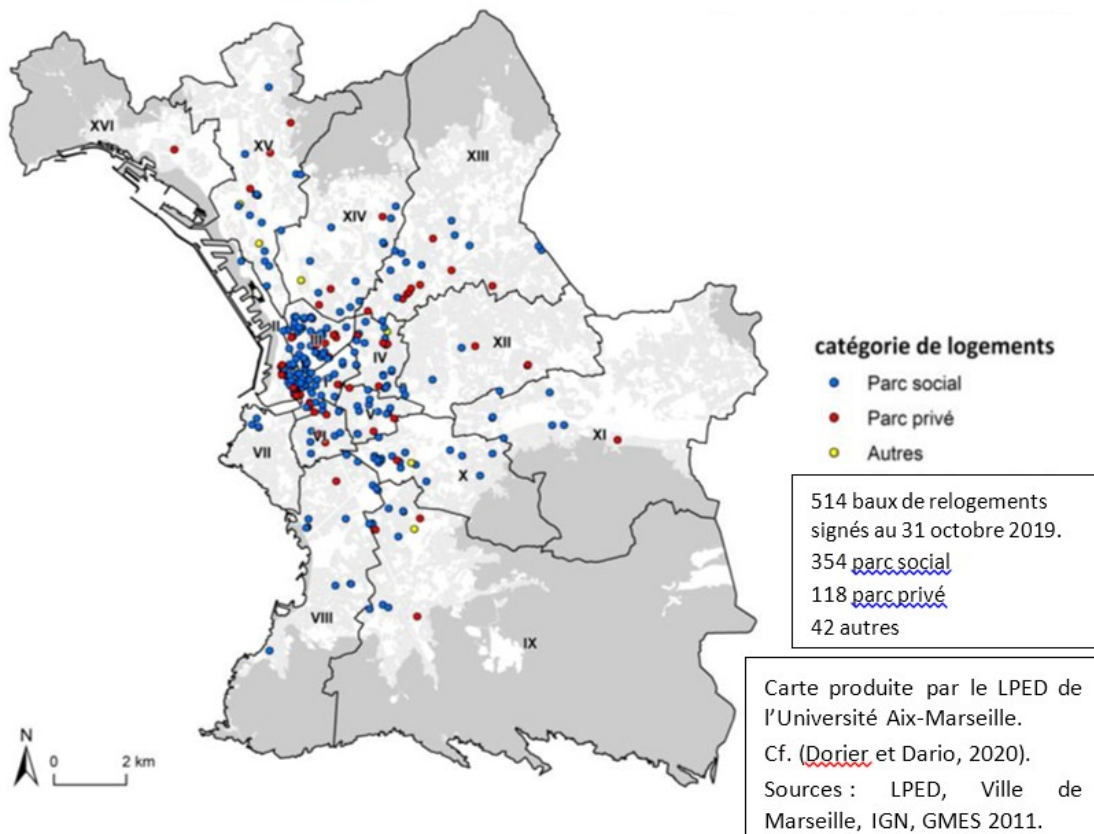 XVI
XV
XIII
XIV
II
III
IV
XII
I
V
VI
VII
X
XI
VIII
IX
catégorie de logements
Parc social
Parc privé
Autres
514 baux de relogements
signés au 31 octobre 2019.
354 parc social
118 parc privé
42 autres
Carte produite par le LPED de
l’Université Aix-Marseille.
Cf. (Dorier et Dario, 2020).
Sources : LPED, Ville de
Marseille, IGN, GMES 2011.
N
0 2 km